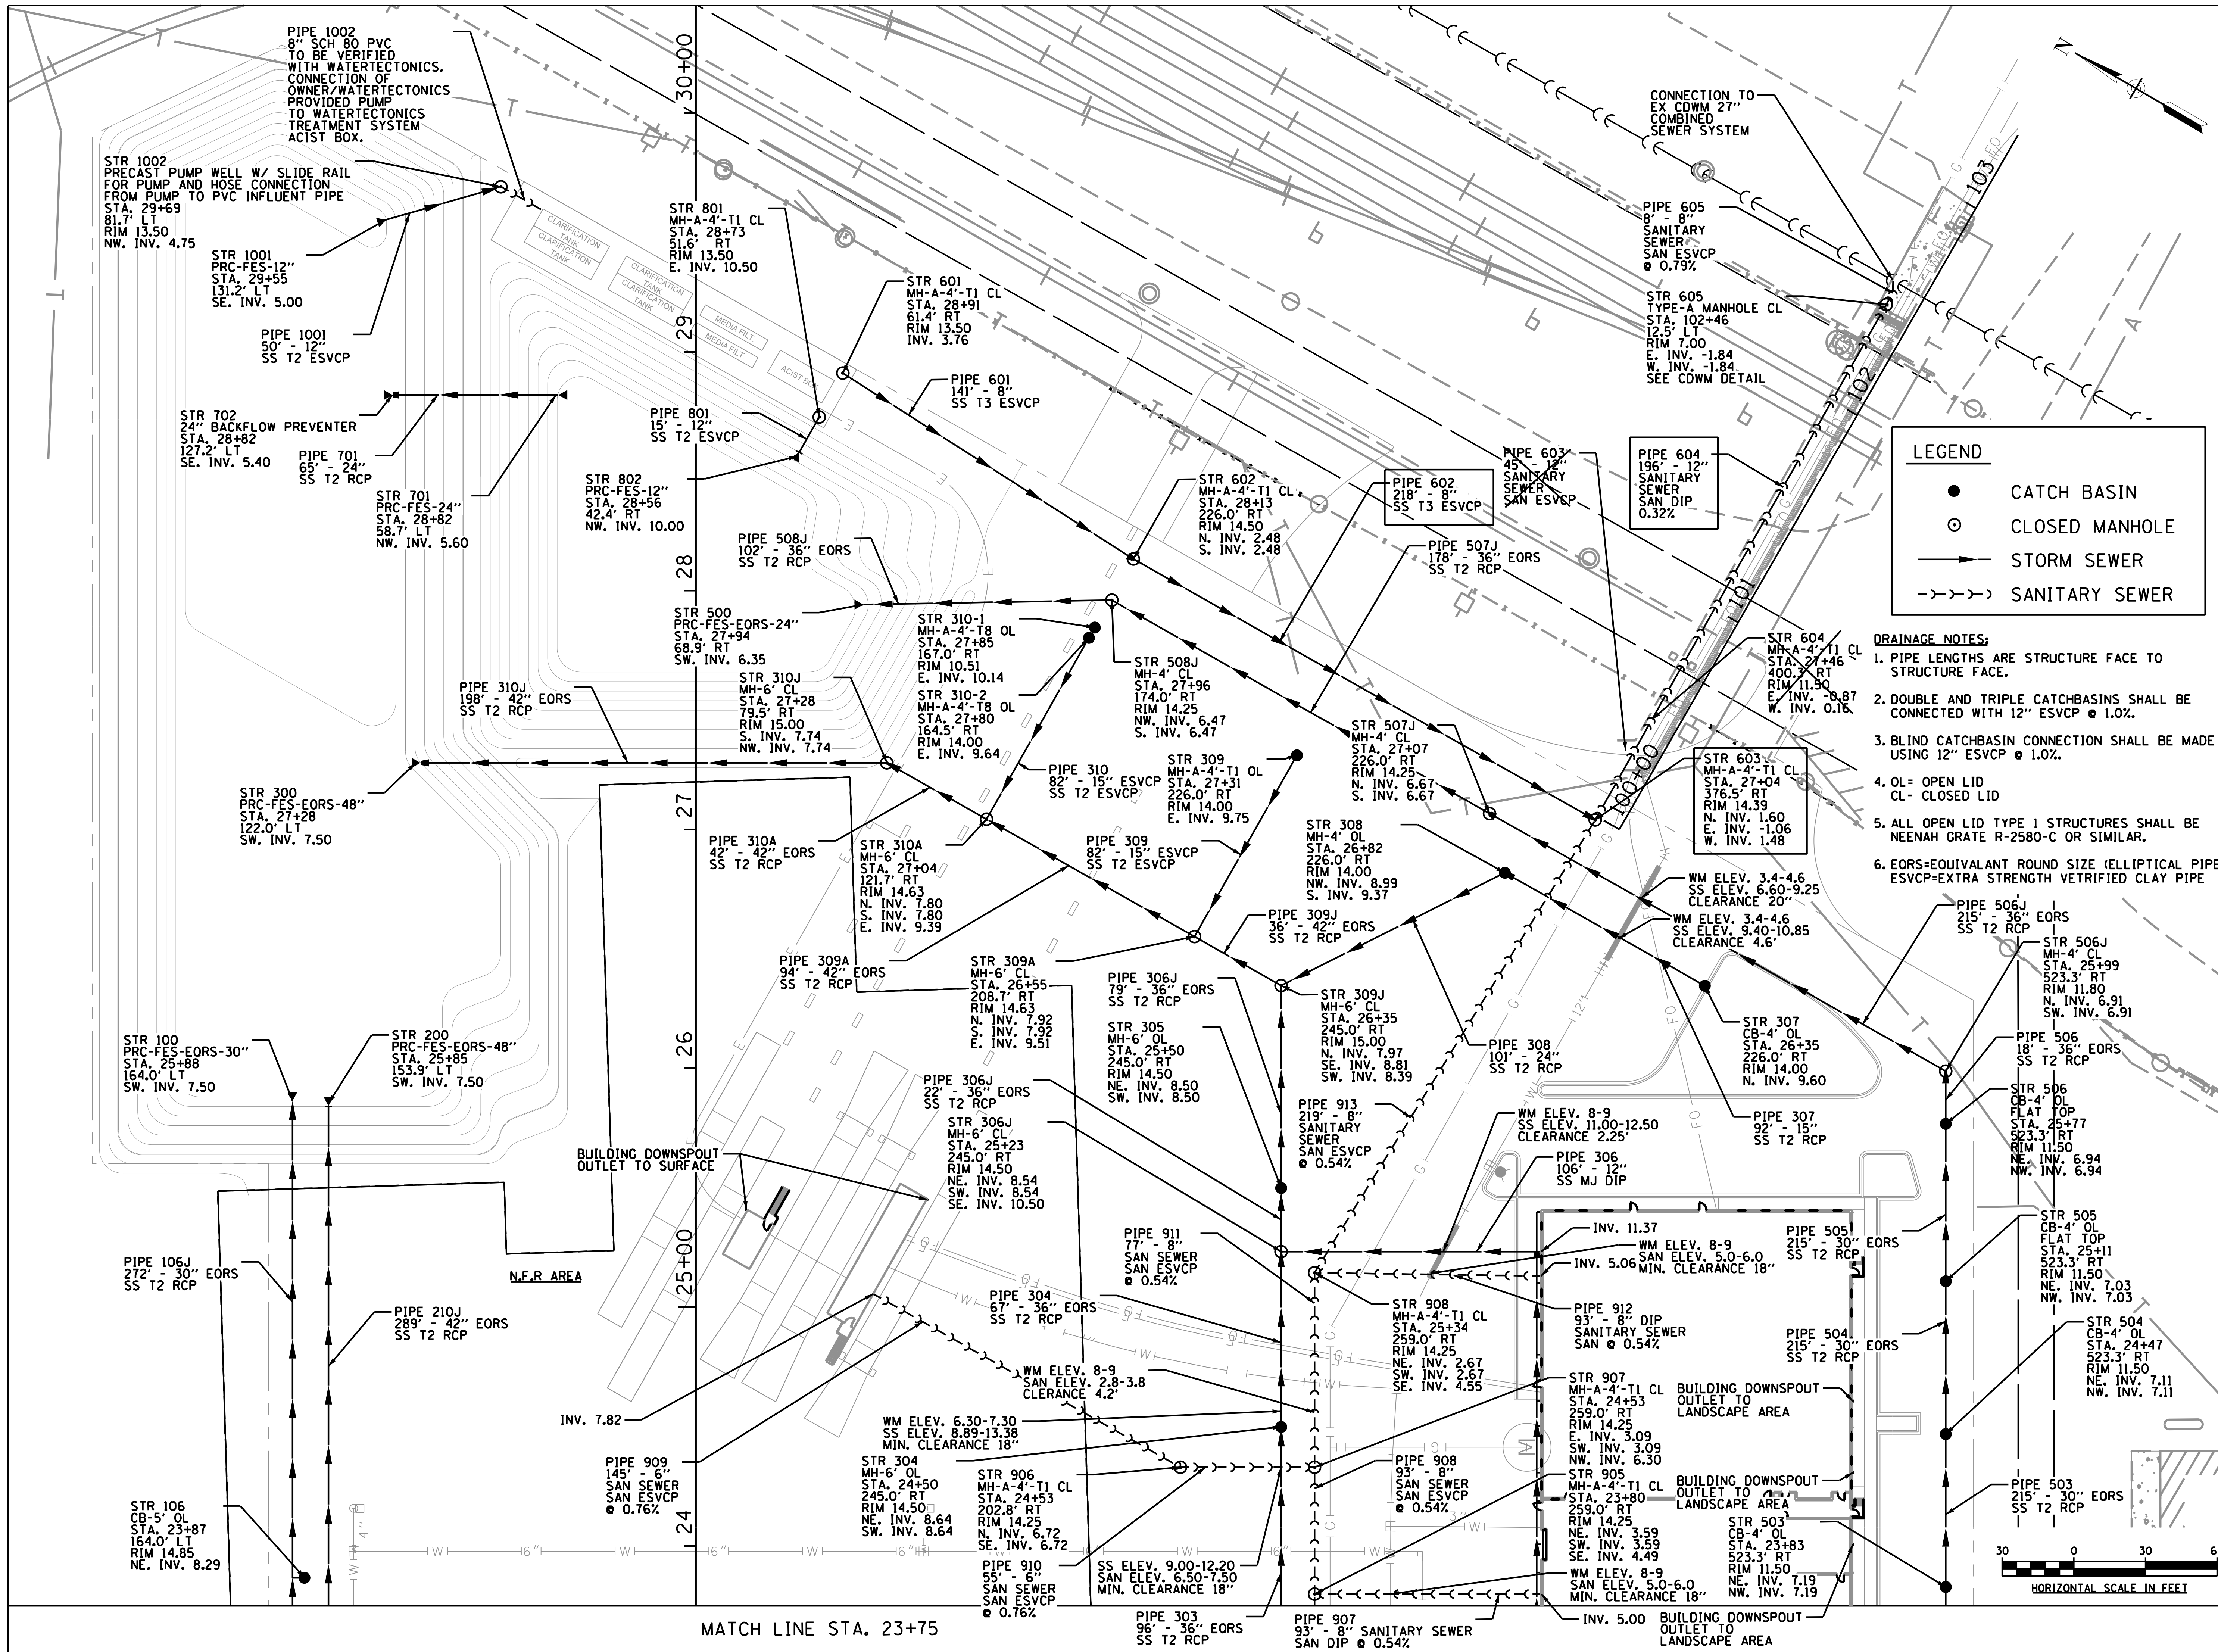 PIPE 1002
8" SCH 80 PVC
TO BE VERIFIED
WITH WATERTECTONICS.
CONNECTION OF
OWNER/WATERTECTONICS
PROVIDED PUMP
TO WATERTECTONICS
TREATMENT SYSTEM
ACIST BOX.
STR 1002
PRECAST PUMP WELL W/ SLIDE RAIL
FOR PUMP AND HOSE CONNECTION
FROM PUMP TO PVC INFLUENT PIPE
STA. 29+69
81.7' LT
RIM 13.50
NW. INV. 4.75
STR 1001
PRC-FES-12"
STA. 29+55
131.2' LT
SE. INV. 5.00
PIPE 1001
50' - 12"
SS T2 ESVCP
STR 702
24" BACKFLOW PREVENTER
STA. 28+82
127.2' LT
SE. INV. 5.40
PIPE 701
65' - 24"
SS T2 RCP
STR 701
PRC-FES-24"
STA. 28+82
58.7' LT
NW. INV. 5.60
30+00
29
28
27
26
25+00
24
CLARIFICATION
TANK
CLARIFICATION
TANK
CLARIFICATION
TANK
CLARIFICATION
TANK
MEDIA FILT
MEDIA FILT
ACIST BOX
STR 801
MH-A-4'-T1 CL
STA. 28+73
51.6' RT
RIM 13.50
E. INV. 10.50
STR 601
MH-A-4'-T1 CL
STA. 28+91
61.4' RT
RIM 13.50
INV. 3.76
PIPE 601
141' - 8"
SS T3 ESVCP
PIPE 801
15' - 12"
SS T2 ESVCP
STR 802
PRC-FES-12"
STA. 28+56
42.4' RT
NW. INV. 10.00
STR 602
MH-A-4'-T1 CL
STA. 28+13
226.0' RT
RIM 14.50
N. INV. 2.48
S. INV. 2.48
PIPE 602
218' - 8"
SS T3 ESVCP
PIPE 603
45' - 12"
SANITARY
SEWER
SAN ESVCP
PIPE 604
196' - 12"
SANITARY
SEWER
SAN DIP
0.32%
CONNECTION TO
EX CDWM 27"
COMBINED
SEWER SYSTEM
PIPE 605
8' - 8"
SANITARY
SEWER
SAN ESVCP
@ 0.79%
STR 605
TYPE-A MANHOLE CL
STA. 102+46
12.5' LT
RIM 7.00
E. INV. -1.84
W. INV. -1.84
SEE CDWM DETAIL
N
103
102
101
100+00
LEGEND
CATCH BASIN
CLOSED MANHOLE
STORM SEWER
SANITARY SEWER
DRAINAGE NOTES:
1. PIPE LENGTHS ARE STRUCTURE FACE TO
STRUCTURE FACE.
2. DOUBLE AND TRIPLE CATCHBASINS SHALL BE
CONNECTED WITH 12" ESVCP @ 1.0%.
3. BLIND CATCHBASIN CONNECTION SHALL BE MADE
USING 12" ESVCP @ 1.0%.
4. OL= OPEN LID
CL- CLOSED LID
5. ALL OPEN LID TYPE 1 STRUCTURES SHALL BE
NEENAH GRATE R-2580-C OR SIMILAR.
6. EORS=EQUIVALANT ROUND SIZE (ELLIPTICAL PIPE
ESVCP=EXTRA STRENGTH VETRIFIED CLAY PIPE
PIPE 508J
102' - 36" EORS
SS T2 RCP
PIPE 507J
178' - 36" EORS
SS T2 RCP
STR 500
PRC-FES-EORS-24"
STA. 27+94
68.9' RT
SW. INV. 6.35
STR 310-1
MH-A-4'-T8 OL
STA. 27+85
167.0' RT
RIM 10.51
E. INV. 10.14
STR 310-2
MH-A-4'-T8 OL
STA. 27+80
164.5' RT
RIM 14.00
E. INV. 9.64
STR 508J
MH-4' CL
STA. 27+96
174.0' RT
RIM 14.25
NW. INV. 6.47
S. INV. 6.47
STR 604
MH-A-4'-T1 CL
STA. 27+46
400.3' RT
RIM 11.50
E. INV. -0.87
W. INV. 0.16
STR 603
MH-A-4'-T1 CL
STA. 27+04
376.5' RT
RIM 14.39
N. INV. 1.60
E. INV. -1.06
W. INV. 1.48
PIPE 310J
198' - 42" EORS
SS T2 RCP
STR 310J
MH-6' CL
STA. 27+28
79.5' RT
RIM 15.00
S. INV. 7.74
NW. INV. 7.74
STR 507J
MH-4' CL
STA. 27+07
226.0' RT
RIM 14.25
N. INV. 6.67
S. INV. 6.67
PIPE 310
82' - 15" ESVCP
SS T2 ESVCP
STR 309
MH-A-4'-T1 OL
STA. 27+31
226.0' RT
RIM 14.00
E. INV. 9.75
STR 300
PRC-FES-EORS-48"
STA. 27+28
122.0' LT
SW. INV. 7.50
PIPE 310A
42' - 42" EORS
SS T2 RCP
STR 310A
MH-6' CL
STA. 27+04
121.7' RT
RIM 14.63
N. INV. 7.80
S. INV. 7.80
E. INV. 9.39
PIPE 309
82' - 15" ESVCP
SS T2 ESVCP
STR 308
MH-4' OL
STA. 26+82
226.0' RT
RIM 14.00
NW. INV. 8.99
S. INV. 9.37
WM ELEV. 3.4-4.6
SS ELEV. 6.60-9.25
CLEARANCE 20"
WM ELEV. 3.4-4.6
SS ELEV. 9.40-10.85
CLEARANCE 4.6'
PIPE 309J
36' - 42" EORS
SS T2 RCP
PIPE 309A
94' - 42" EORS
SS T2 RCP
STR 309A
MH-6' CL
STA. 26+55
208.7' RT
RIM 14.63
N. INV. 7.92
S. INV. 7.92
E. INV. 9.51
PIPE 306J
79' - 36" EORS
SS T2 RCP
STR 305
MH-6' OL
STA. 25+50
245.0' RT
RIM 14.50
NE. INV. 8.50
SW. INV. 8.50
STR 309J
MH-6' CL
STA. 26+35
245.0' RT
RIM 15.00
N. INV. 7.97
SE. INV. 8.81
SW. INV. 8.39
PIPE 308
101' - 24"
SS T2 RCP
STR 307
CB-4' OL
STA. 26+35
226.0' RT
RIM 14.00
N. INV. 9.60
PIPE 506J
215' - 36" EORS
SS T2 RCP
STR 506J
MH-4' CL
STA. 25+99
523.3' RT
RIM 11.80
N. INV. 6.91
SW. INV. 6.91
PIPE 506
18' - 36" EORS
SS T2 RCP
STR 506
CB-4' OL
FLAT TOP
STA. 25+77
523.3' RT
RIM 11.50
NE. INV. 6.94
NW. INV. 6.94
STR 100
PRC-FES-EORS-30"
STA. 25+88
164.0' LT
SW. INV. 7.50
STR 200
PRC-FES-EORS-48"
STA. 25+85
153.9' LT
SW. INV. 7.50
PIPE 306J
22' - 36" EORS
SS T2 RCP
STR 306J
MH-6' CL
STA. 25+23
245.0' RT
RIM 14.50
NE. INV. 8.54
SW. INV. 8.54
SE. INV. 10.50
PIPE 913
219' - 8"
SANITARY
SEWER
SAN ESVCP
@ 0.54%
WM ELEV. 8-9
SS ELEV. 11.00-12.50
CLEARANCE 2.25'
PIPE 307
92' - 15"
SS T2 RCP
PIPE 306
106' - 12"
SS MJ DIP
BUILDING DOWNSPOUT
OUTLET TO SURFACE
PIPE 911
77' - 8"
SAN SEWER
SAN ESVCP
@ 0.54%
INV. 11.37
WM ELEV. 8-9
SAN ELEV. 5.0-6.0
MIN. CLEARANCE 18"
INV. 5.06
PIPE 505
215' - 30" EORS
SS T2 RCP
STR 505
CB-4' OL
FLAT TOP
STA. 25+11
523.3' RT
RIM 11.50
NE. INV. 7.03
NW. INV. 7.03
PIPE 106J
272' - 30" EORS
SS T2 RCP
N.F.R AREA
PIPE 210J
289' - 42" EORS
SS T2 RCP
PIPE 304
67' - 36" EORS
SS T2 RCP
STR 908
MH-A-4'-T1 CL
STA. 25+34
259.0' RT
RIM 14.25
NE. INV. 2.67
SW. INV. 2.67
SE. INV. 4.55
PIPE 912
93' - 8" DIP
SANITARY SEWER
SAN @ 0.54%
PIPE 504
215' - 30" EORS
SS T2 RCP
STR 504
CB-4' OL
STA. 24+47
523.3' RT
RIM 11.50
NE. INV. 7.11
NW. INV. 7.11
WM ELEV. 8-9
SAN ELEV. 2.8-3.8
CLERANCE 4.2'
INV. 7.82
WM ELEV. 6.30-7.30
SS ELEV. 8.89-13.38
MIN. CLEARANCE 18"
STR 907
MH-A-4'-T1 CL
STA. 24+53
259.0' RT
RIM 14.25
E. INV. 3.09
SW. INV. 3.09
NW. INV. 6.30
BUILDING DOWNSPOUT
OUTLET TO
LANDSCAPE AREA
PIPE 909
145' - 6"
SAN SEWER
SAN ESVCP
@ 0.76%
STR 304
MH-6' OL
STA. 24+50
245.0' RT
RIM 14.50
NE. INV. 8.64
SW. INV. 8.64
STR 906
MH-A-4'-T1 CL
STA. 24+53
202.8' RT
RIM 14.25
N. INV. 6.72
SE. INV. 6.72
PIPE 908
93' - 8"
SAN SEWER
SAN ESVCP
@ 0.54%
STR 905
MH-A-4'-T1 CL
STA. 23+80
259.0' RT
RIM 14.25
NE. INV. 3.59
SW. INV. 3.59
SE. INV. 4.49
BUILDING DOWNSPOUT
OUTLET TO
LANDSCAPE AREA
STR 503
CB-4' OL
STA. 23+83
523.3' RT
RIM 11.50
NE. INV. 7.19
NW. INV. 7.19
PIPE 503
215' - 30" EORS
SS T2 RCP
STR 106
CB-5' OL
STA. 23+87
164.0' LT
RIM 14.85
NE. INV. 8.29
PIPE 910
55' - 6"
SAN SEWER
SAN ESVCP
@ 0.76%
SS ELEV. 9.00-12.20
SAN ELEV. 6.50-7.50
MIN. CLEARANCE 18"
WM ELEV. 8-9
SAN ELEV. 5.0-6.0
MIN. CLEARANCE 18"
INV. 5.00
BUILDING DOWNSPOUT
OUTLET TO
LANDSCAPE AREA
PIPE 303
96' - 36" EORS
SS T2 RCP
PIPE 907
93' - 8" SANITARY SEWER
SAN DIP @ 0.54%
30 0 30 60
HORIZONTAL SCALE IN FEET
MATCH LINE STA. 23+75